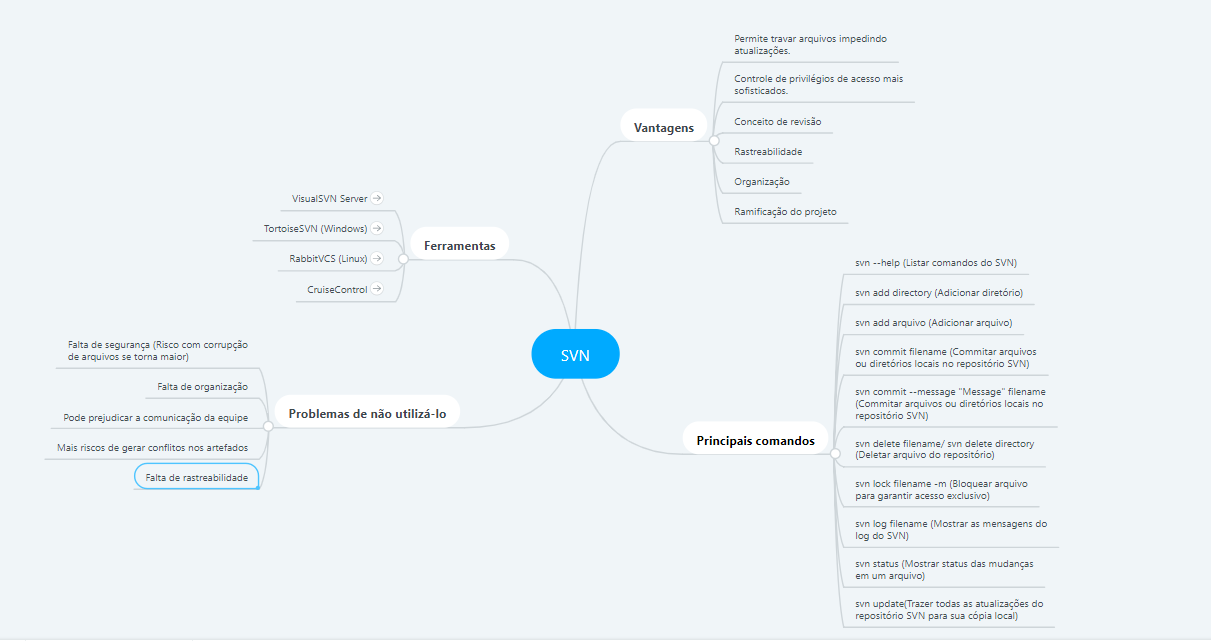 SVN
Vantagens
Permite travar arquivos impedindo
atualizações.
Controle de privilégios de acesso mais
sofisticados.
Conceito de revisão
Rastreabilidade
Organização
Ramificação do projeto
Ferramentas
VisualSVN Server
TortoiseSVN (Windows)
RabbitVCS (Linux)
CruiseControl
Problemas de não utilizá-lo
Falta de segurança (Risco com corrupção
de arquivos se torna maior)
Falta de organização
Pode prejudicar a comunicação da equipe
Mais riscos de gerar conflitos nos artefados
Falta de rastreabilidade
Principais comandos
svn --help (Listar comandos do SVN)
svn add directory (Adicionar diretório)
svn add arquivo (Adicionar arquivo)
svn commit filename (Commitar arquivos
ou diretórios locais no repositório SVN)
svn commit --message "Message" filename
(Commitar arquivos ou diretórios locais no
repositório SVN)
svn delete filename/ svn delete directory
(Deletar arquivo do repositório)
svn lock filename -m (Bloquear arquivo
para garantir acesso exclusivo)
svn log filename (Mostrar as mensagens do
log do SVN)
svn status (Mostrar status das mudanças
em um arquivo)
svn update(Trazer todas as atualizações do
repositório SVN para sua cópia local)